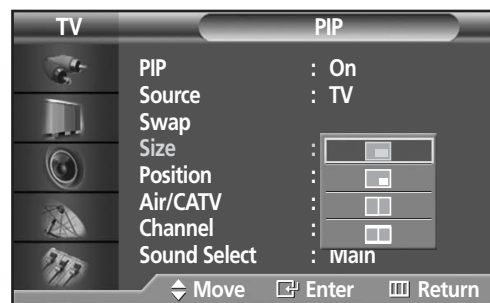 TV PIP
PIP : On
Source : TV
Swap
Size :
Position :
Air/CATV :
Channel :
Sound Select : Main
Move Enter Return